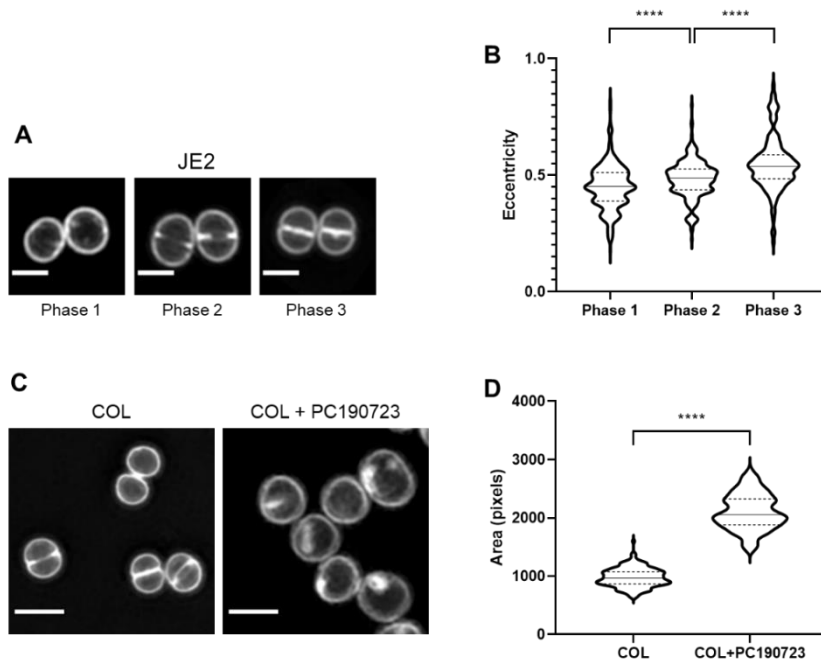 A
JE2
Phase 1
Phase 2
Phase 3
B
****
****
Eccentricity
1.0
0.5
0.0
Phase 1
Phase 2
Phase 3
C
COL
COL + PC190723
D
****
Area (pixels)
4000
3000
2000
1000
0
COL
COL+PC190723